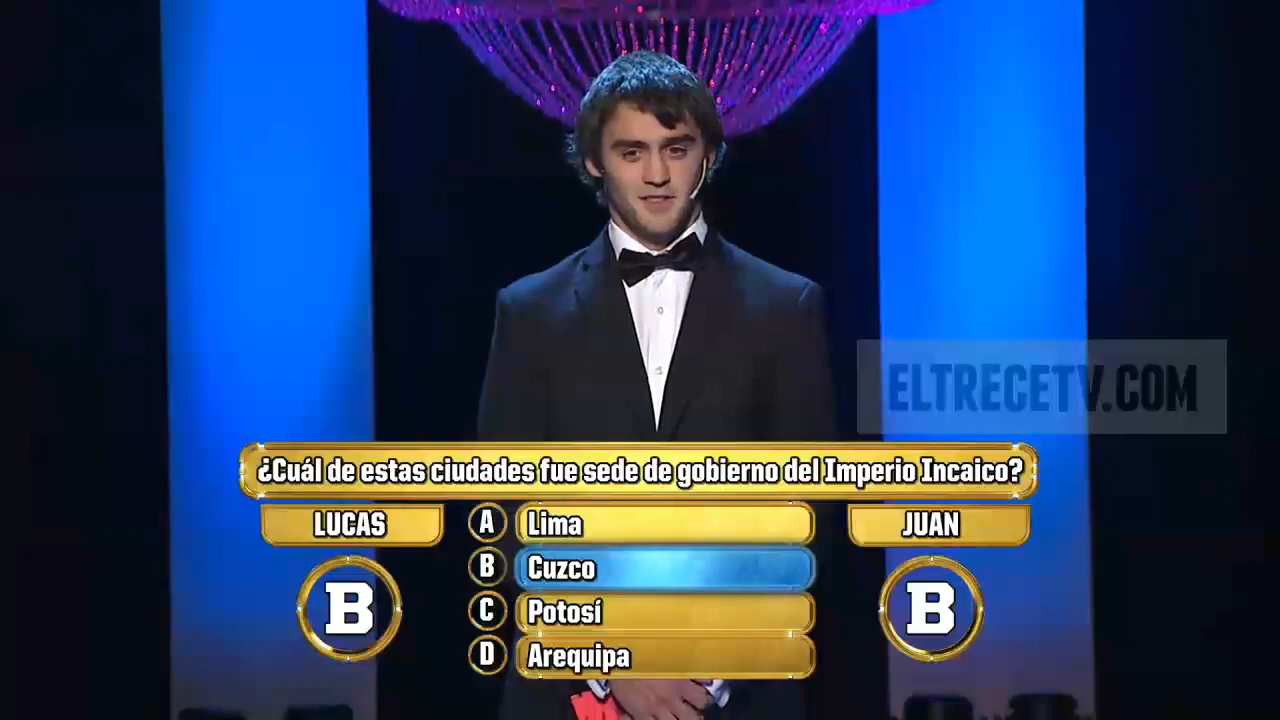 ELTRECETV.COM
¿Cuál de estas ciudades fue sede de gobierno del Imperio Incaico?
LUCAS
A Lima
JUAN
B Cuzco
C Potosí
D Arequipa
B
B